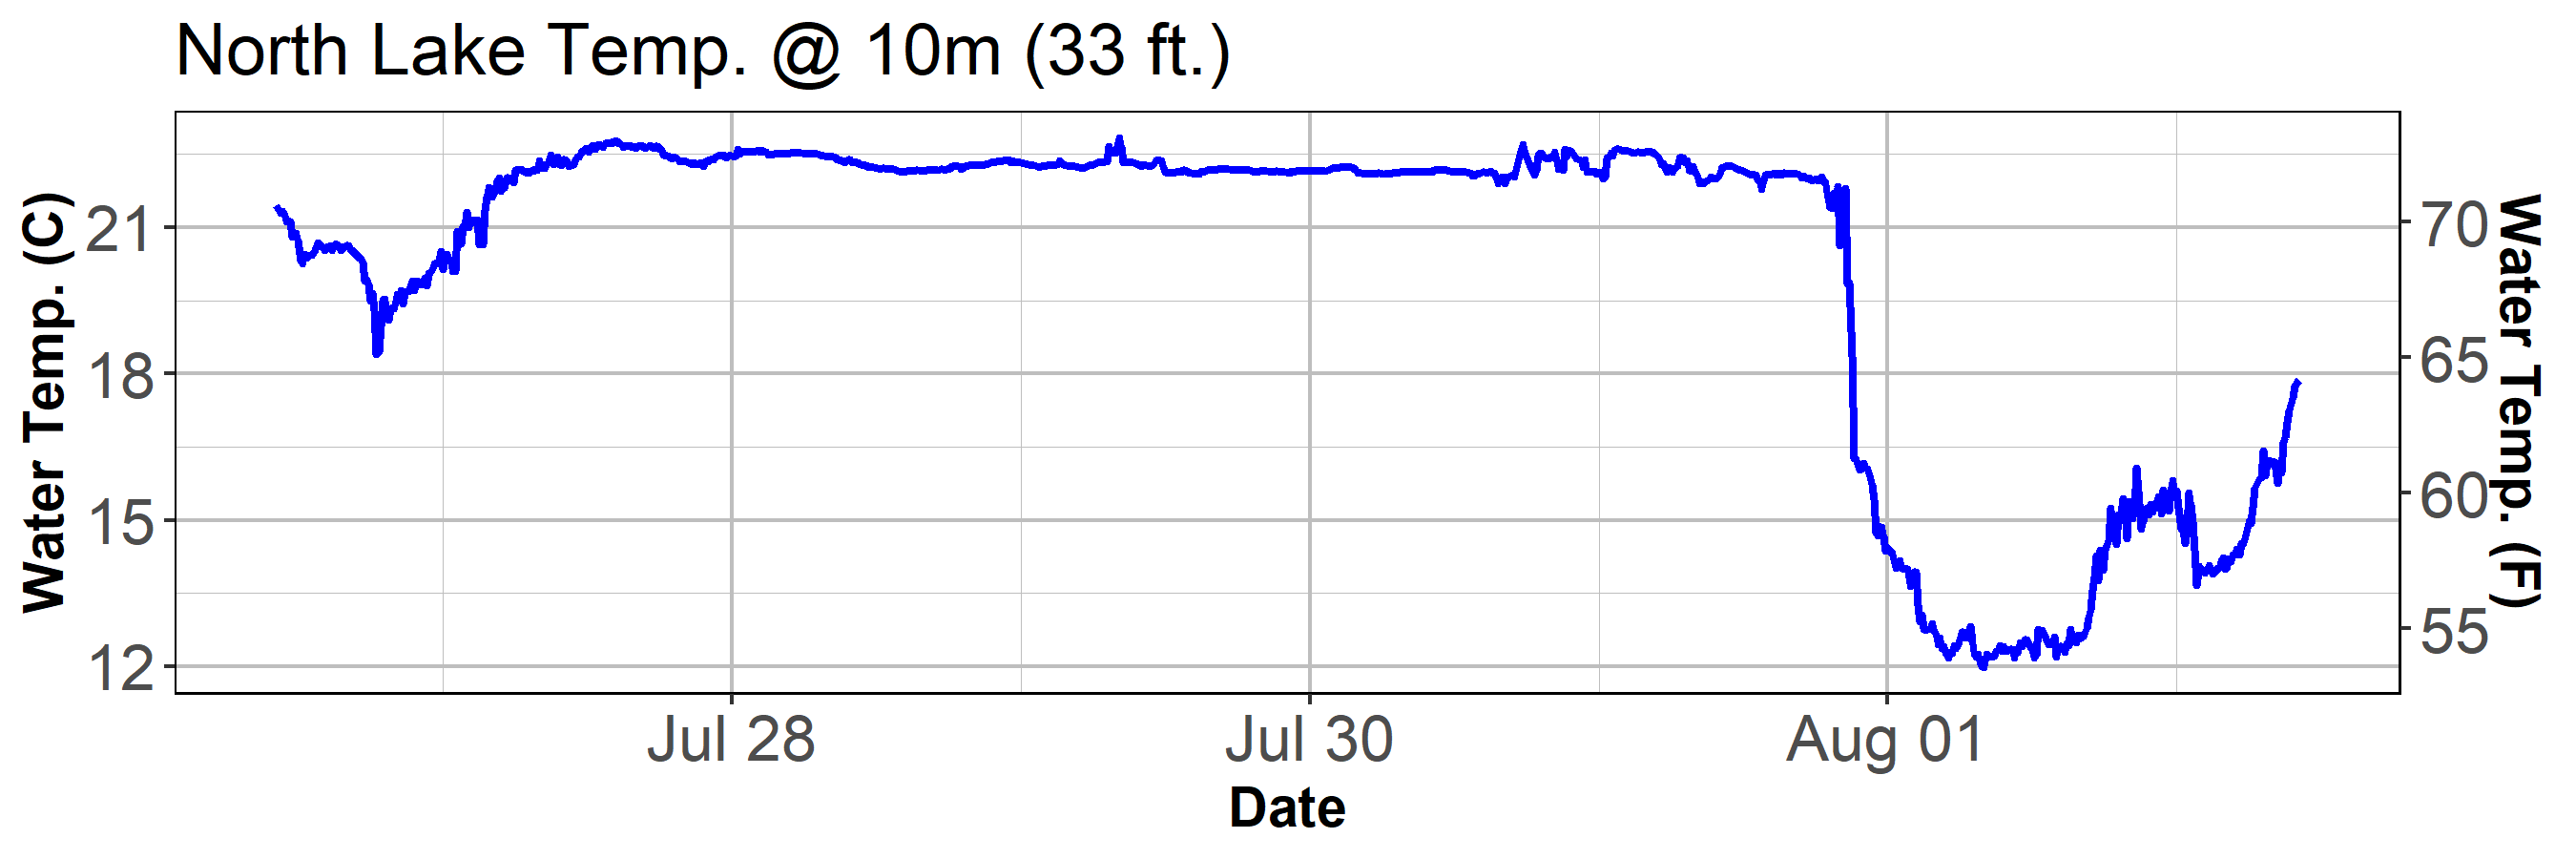 North Lake Temp. @ 10m (33 ft.)
Water Temp. (C)
21
18
15
12
70
65
60
55
Water Temp. (F)
Jul 28
Jul 30
Aug 01
Date